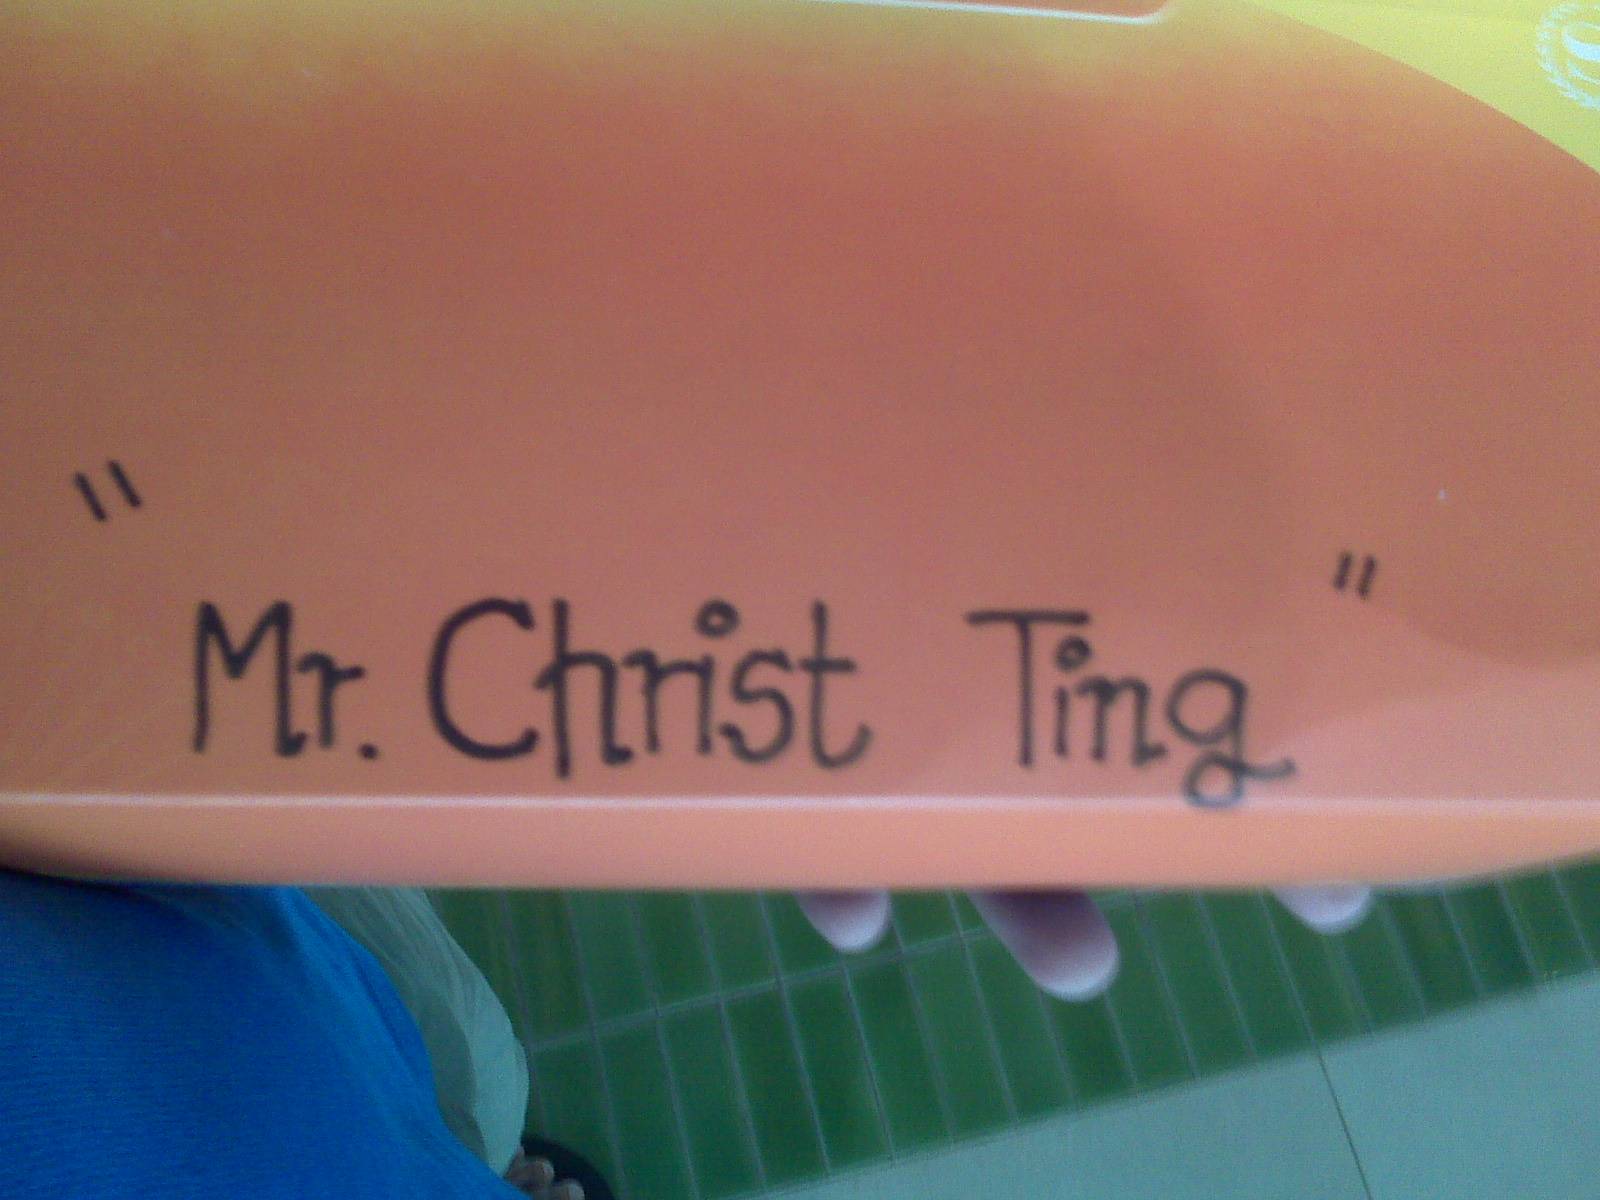 " Mr. Christ Ting "